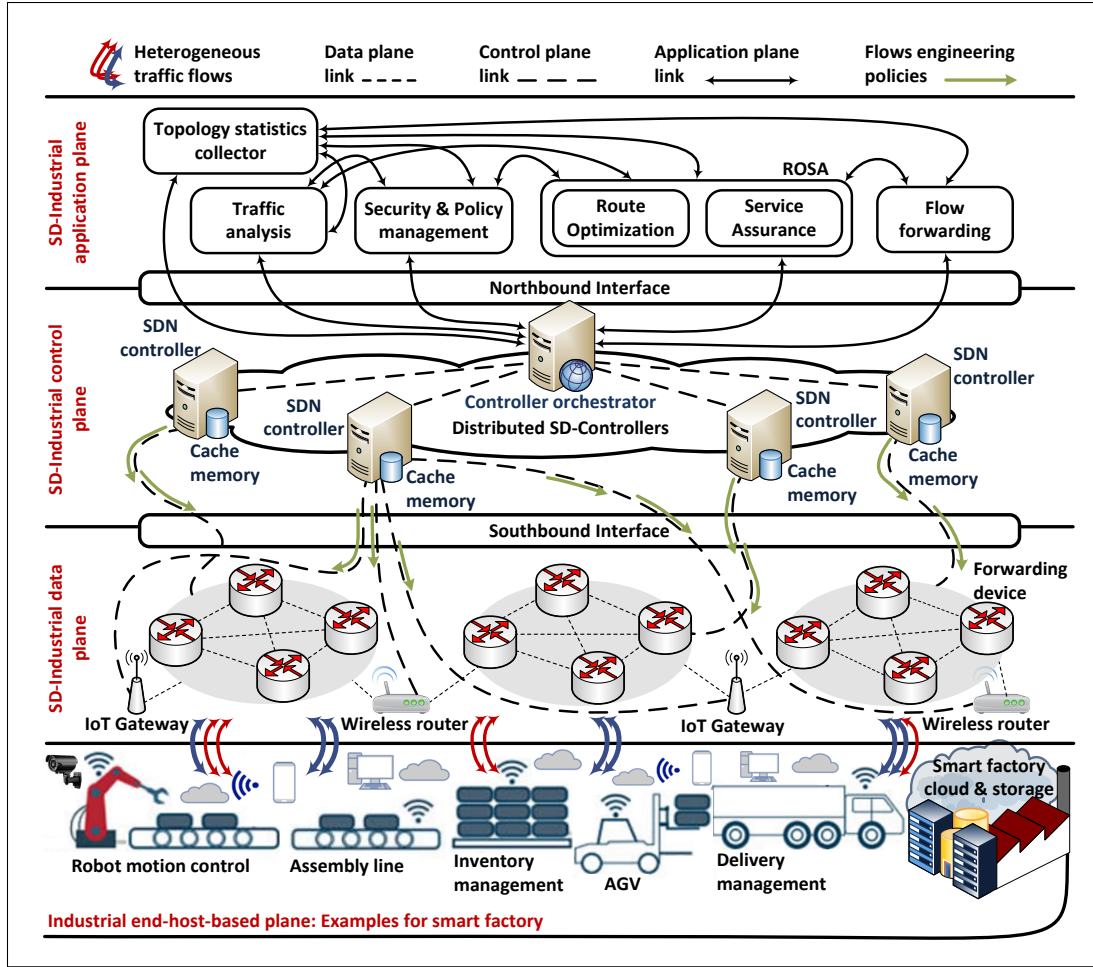 Heterogeneous
traffic flows
Data plane
link
Control plane
link
Application plane
link
Flows engineering
policies
SD-Industrial
application plane
Topology statistics
collector
Traffic
analysis
Security & Policy
management
ROSA
Route
Optimization
Service
Assurance
Flow
forwarding
Northbound Interface
SD-Industrial control
plane
SDN
controller
Cache
memory
SDN
controller
Cache
memory
Controller orchestrator
Distributed SD-Controllers
SDN
controller
Cache
memory
SDN
controller
Cache
memory
Southbound Interface
SD-Industrial data
plane
Forwarding
device
IoT Gateway
Wireless router
IoT Gateway
Wireless router
Robot motion control
Assembly line
Inventory
management
AGV
Delivery
management
Smart factory
cloud & storage
Industrial end-host-based plane: Examples for smart factory